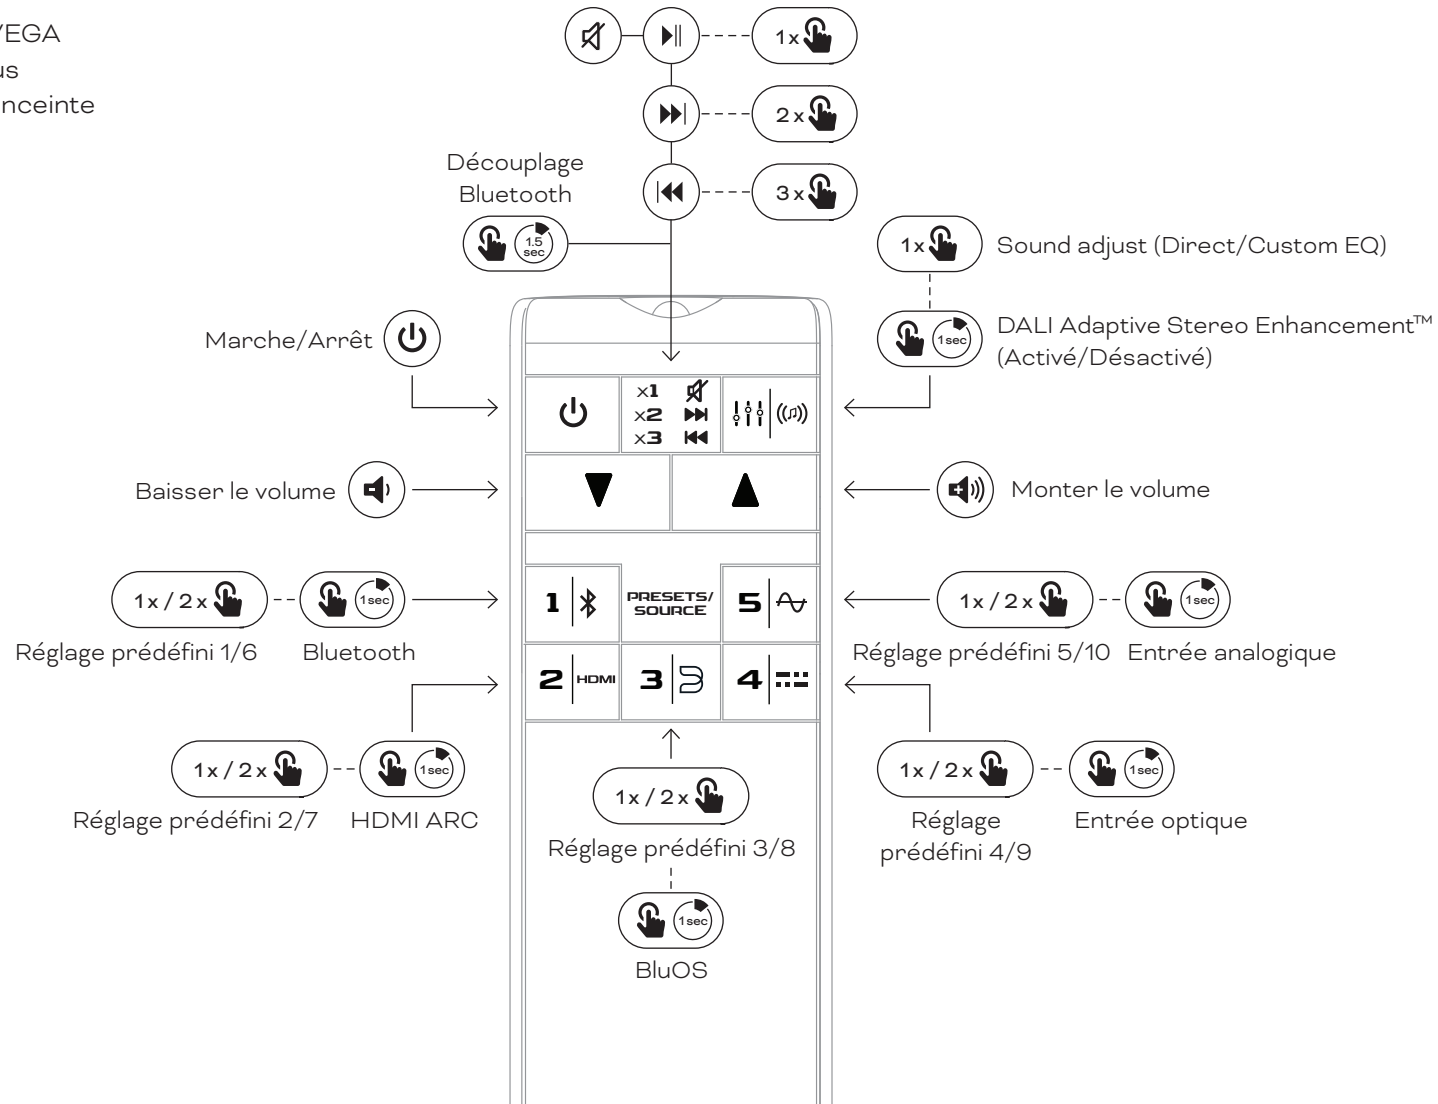 1x
2x
nceinte
3x
Découplage
Bluetooth
1.5
sec
1x
Sound adjust (Direct/Custom EQ)
1sec
DALI Adaptive Stereo Enhancement™
(Activé/Désactivé)
Marche/Arrêt
x1
x2
x3
Baisser le volume
Monter le volume
1x / 2x
1sec
1
PRESETS/
SOURCE
5
1x / 2x
1sec
Réglage prédéfini 1/6
Bluetooth
Réglage prédéfini 5/10
Entrée analogique
2
HDMI
3
4
1x / 2x
1sec
Réglage prédéfini 2/7
HDMI ARC
1x / 2x
Réglage prédéfini 3/8
1sec
BluOS
1x / 2x
1sec
Réglage
prédéfini 4/9
Entrée optique